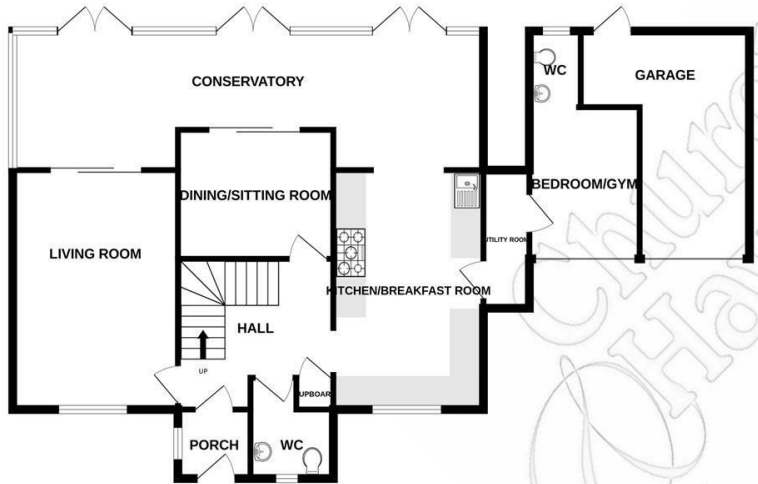 CONSERVATORY
WC
GARAGE
DINING/SITTING ROOM
BEDROOM/GYM
LIVING ROOM
UTILITY ROOM
KITCHEN/BREAKFAST ROOM
HALL
UP
UPBOAR
PORCH
WC